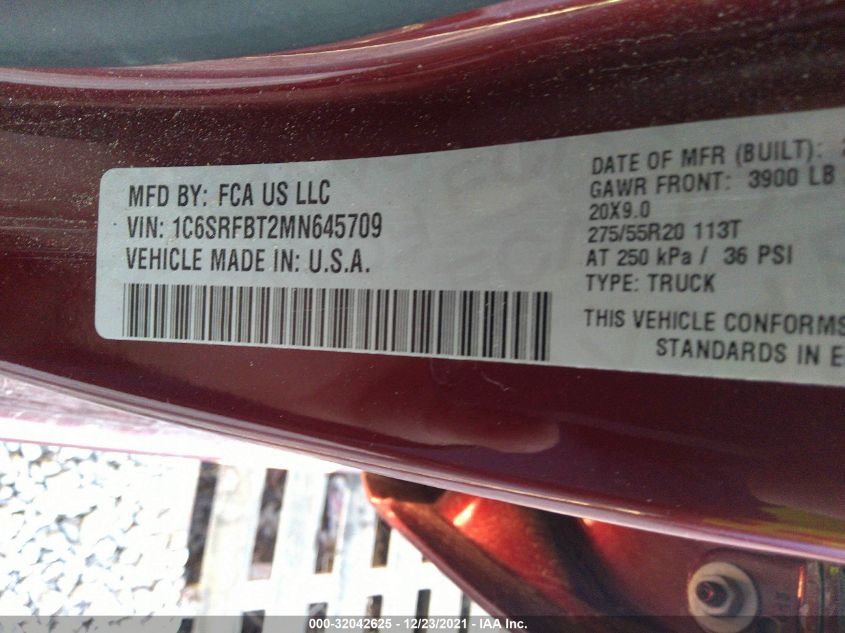 MFD BY: FCA US LLC
VIN: 1C6SRFBT2MN645709
VEHICLE MADE IN: U.S.A.
DATE OF MFR (BUILT):
GAWR FRONT: 3900 LB
20X9.0
275/55R20 113T
AT 250 kPa / 36 PSI
TYPE: TRUCK
THIS VEHICLE CONFORMS
STANDARDS IN E
000-32042625 - 12/23/2021 - IAA Inc.